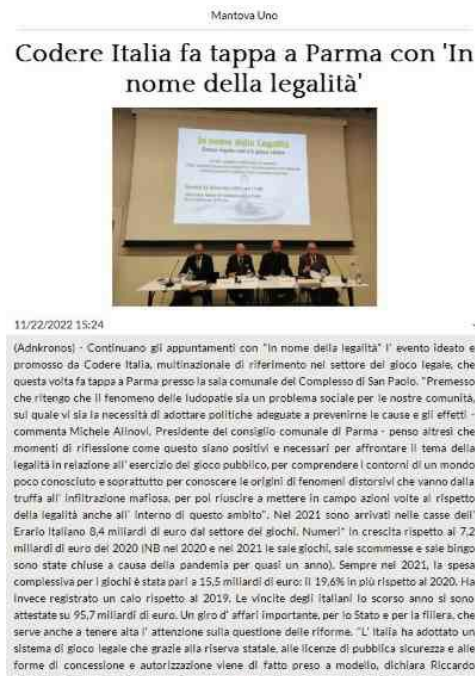 Mantova Uno
Codere Italia fa tappa a Parma con 'In
nome della legalità'
In nome della Legalità
11/22/2022 15:24
(Adnkronos) - Continuano gli appuntamenti con "In nome della legalità" l' evento ideato e
promosso da Codere Italia, multinazionale di riferimento nel settore del gioco legale, che
questa volta fa tappa a Parma presso la sala comunale del Complesso di San Paolo. "Premesso
che ritengo che il fenomeno delle ludopatie sia un problema sociale per le nostre comunità,
sul quale vi sia la necessità di adottare politiche adeguate a prevenirne le cause e gli effetti -
commenta Michele Alinovi, Presidente del consiglio comunale di Parma - penso altresì che
momenti di riflessione come questo siano positivi e necessari per affrontare il tema della
legalità in relazione all' esercizio del gioco pubblico, per comprendere i contorni di un mondo
poco conosciuto e soprattutto per conoscere le origini di fenomeni distorsivi che vanno dalla
truffa all' infiltrazione mafiosa, per poi riuscire a mettere in campo azioni volte al rispetto
della legalità anche all' interno di questo ambito". Nel 2021 sono arrivati nelle casse dell'
Erario Italiano 8,4 miliardi di euro dal settore dei giochi. Numeri* in crescita rispetto ai 7,2
miliardi di euro del 2020 (NB nel 2020 e nel 2021 le sale giochi, sale scommesse e sale bingo
sono state chiuse a causa della pandemia per quasi un anno). Sempre nel 2021, la spesa
complessiva per i giochi è stata pari a 15,5 miliardi di euro: il 19,6% in più rispetto al 2020. Ha
invece registrato un calo rispetto al 2019. Le vincite degli italiani lo scorso anno si sono
attestate su 95,7 miliardi di euro. Un giro d' affari importante, per lo Stato e per la filiera, che
serve anche a tenere alta l' attenzione sulla questione delle riforme. "L' Italia ha adottato un
sistema di gioco legale che grazie alla riserva statale, alle licenze di pubblica sicurezza e alle
forme di concessione e autorizzazione viene di fatto preso a modello, dichiara Riccardo